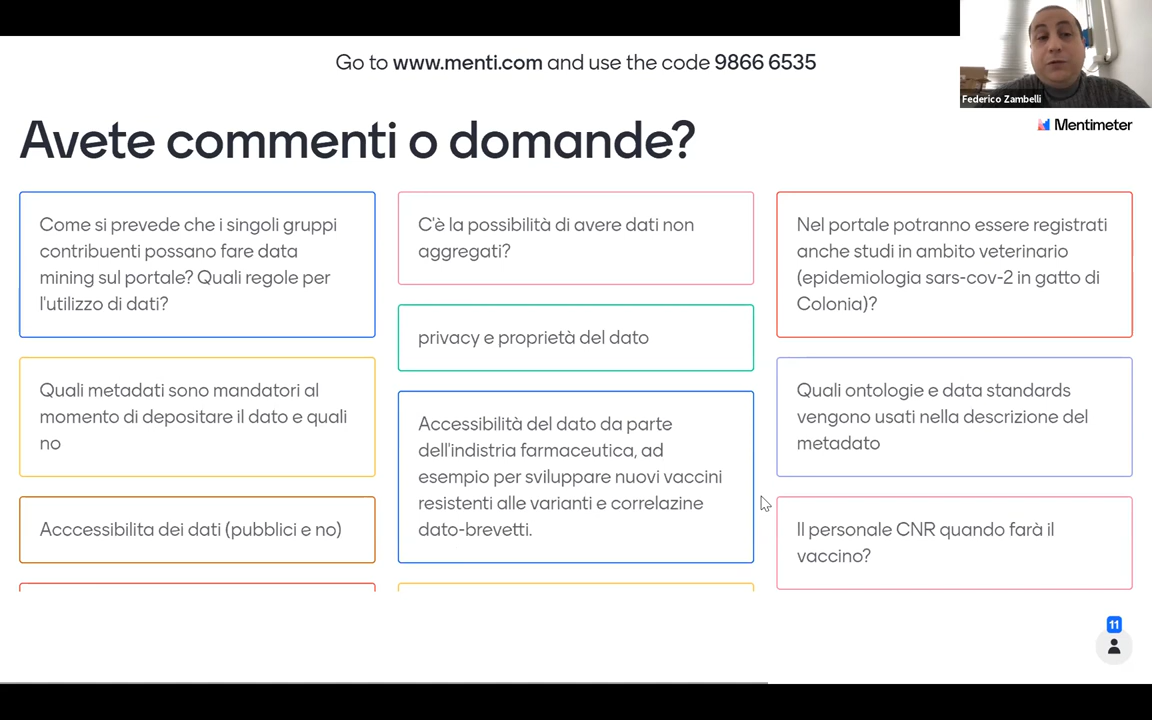 Go to www.menti.com and use the code 9866 6535
Federico Zambelli
Mentimeter
Avete commenti o domande?
Come si prevede che i singoli gruppi
contribuenti possano fare data
mining sul portale? Quali regole per
l'utilizzo di dati?
Quali metadati sono mandatori al
momento di depositare il dato e quali
no
Acccessibilita dei dati (pubblici e no)
C'è la possibilità di avere dati non
aggregati?
privacy e proprietà del dato
Accessibilità del dato da parte
dell'indistria farmaceutica, ad
esempio per sviluppare nuovi vaccini
resistenti alle varianti e correlazine
dato-brevetti.
Nel portale potranno essere registrati
anche studi in ambito veterinario
(epidemiologia sars-cov-2 in gatto di
Colonia)?
Quali ontologie e data standards
vengono usati nella descrizione del
metadato
Il personale CNR quando farà il
vaccino?
11